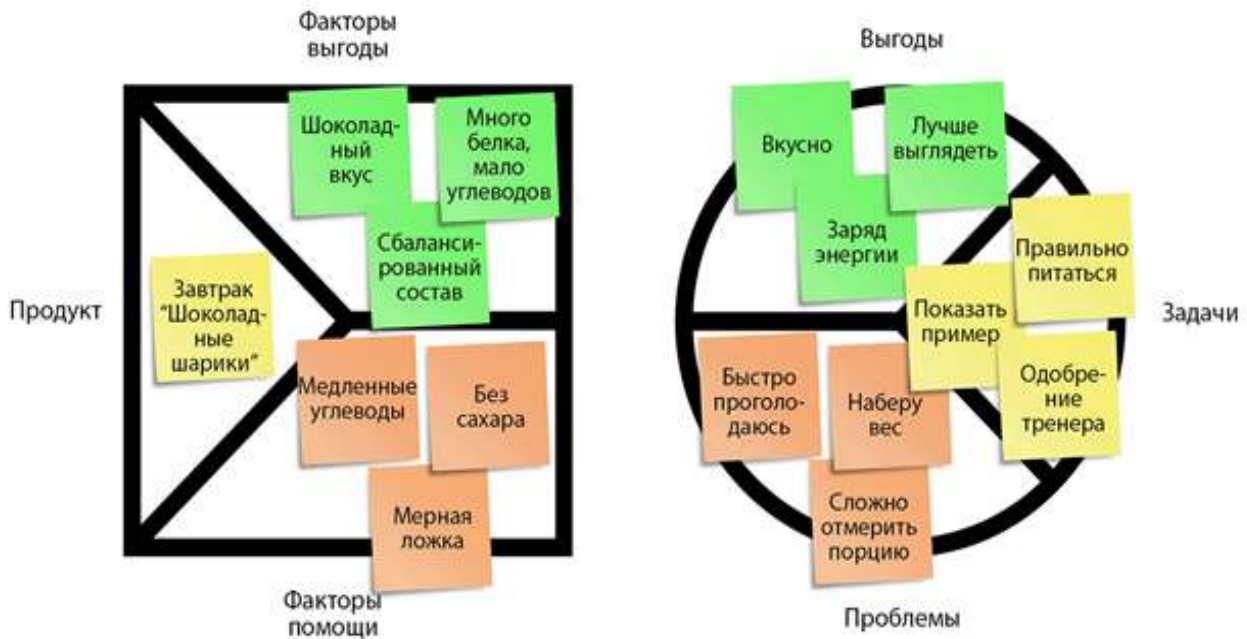 Факторы
выгоды
Шоколад-
ный
вкус
Много
белка,
мало
углеводов
Сбаланси-
рованный
состав
Продукт
Завтрак
"Шоколад-
ные
шарики"
Медленные
углеводы
Без
сахара
Мерная
ложка
Факторы
помощи
Выгоды
Вкусно
Лучше
выглядеть
Заряд
энергии
Правильно
питаться
Показать
пример
Одобре-
ние
тренера
Задачи
Быстро
проголо-
даюсь
Наберу
вес
Сложно
отмерить
порцию
Проблемы